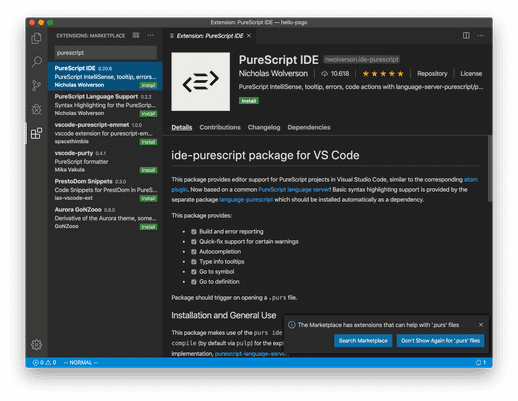 Extension: PureScript IDE — hello-psgo
EXTENSIONS: MARKETPLACE
purescript
PureScript IDE 0.20.8
PureScript IntelliSense, tooltip, errors...
Nicholas Wolverson Install
PureScript Language Support 0.2.2
Syntax Highlighting for the PureScrip...
Nicholas Wolverson Install
vscode-purescript-emmet 1.0.0
vscode extension for purescript-em...
spacethimble Install
vscode-purty 0.4.1
PureScript formatter
Mika Vakula Install
PrestoDom Snippets 0.3.0
Code Snippets for PrestDom in PureS...
las-vscode-ext Install
Aurora GoNZooo 0.8.0
Derivative of the Aurora theme, some...
GoNZooo Install
Extension: PureScript IDE
PureScript IDE nwolverson.ide-purescript
Nicholas Wolverson 10,618 Repository License
PureScript IntelliSense, tooltip, errors, code actions with language-server-purescript/p...
Install
Details Contributions Changelog Dependencies
ide-purescript package for VS Code
This package provides editor support for PureScript projects in Visual Studio Code, similar to the corresponding atom
plugin. Now based on a common PureScript language server! Basic syntax highlighting support is provided by the
separate package language-purescript which should be installed automatically as a dependency.
This package provides:
Build and error reporting
Quick-fix support for certain warnings
Autocompletion
Type info tooltips
Go to symbol
Go to definition
Package should trigger on opening a .purs file.
Installation and General Use
This package makes use of the purs ide
compile (by default via pulp) for the expl
implementation, purescript-language-server
The Marketplace has extensions that can help with '.purs' files
Search Marketplace Don't Show Again for '.purs' files
0 0 -- NORMAL -- 1